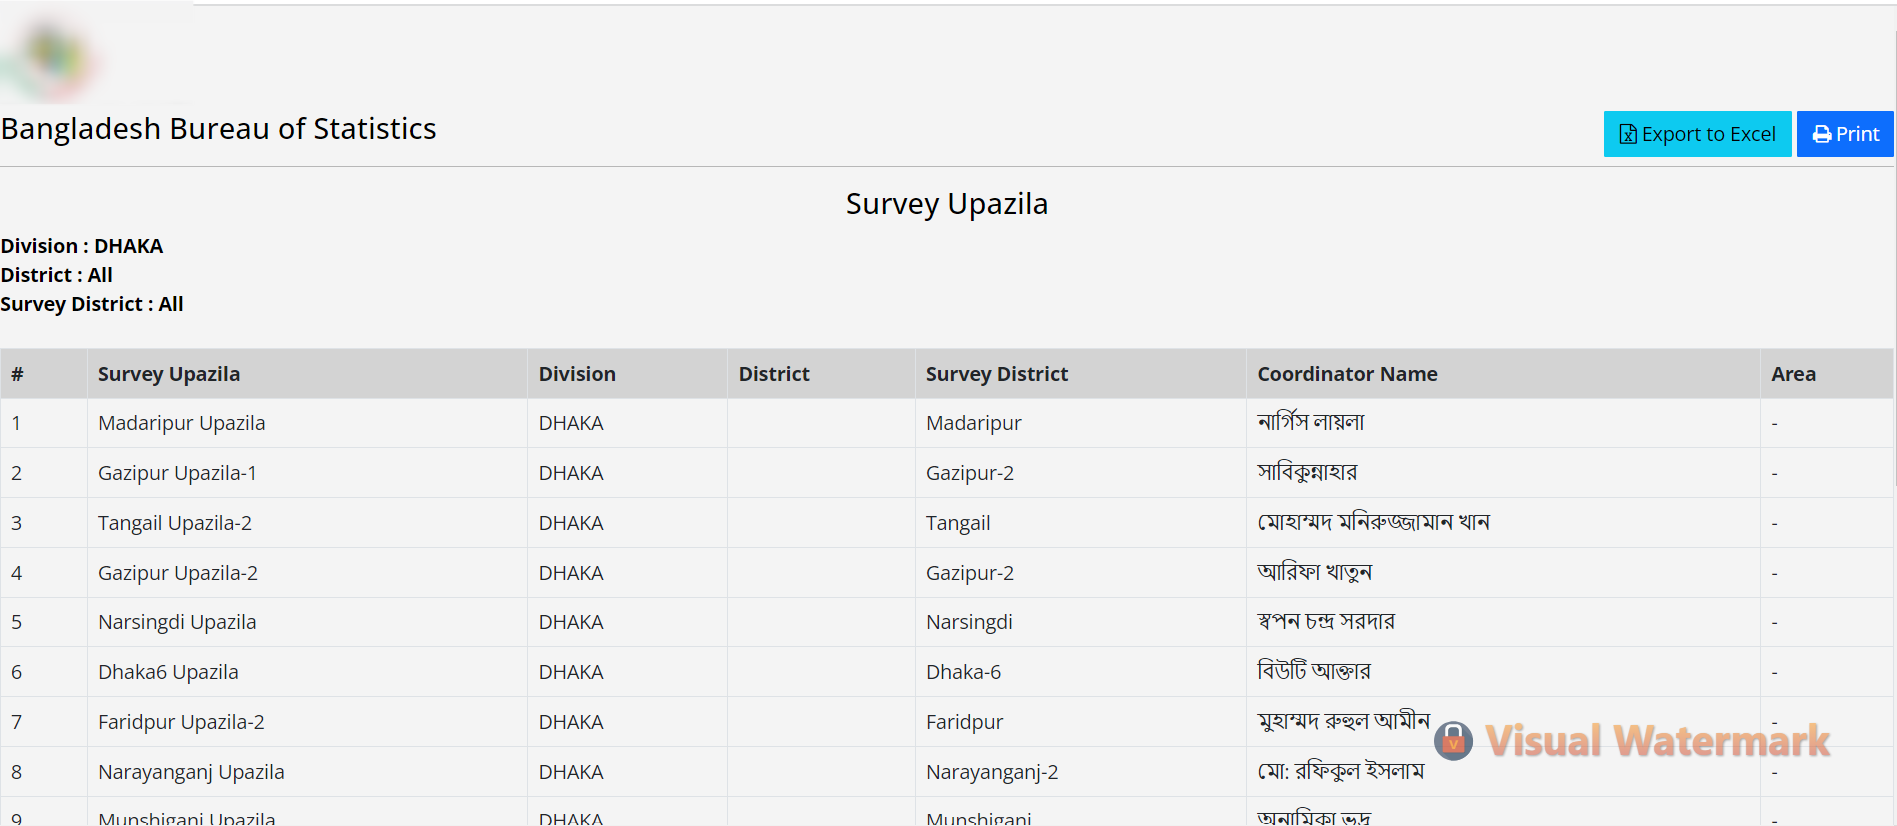 Bangladesh Bureau of Statistics
Export to Excel Print
Survey Upazila
Division : DHAKA
District : All
Survey District : All
# Survey Upazila Division District Survey District Coordinator Name Area
1 Madaripur Upazila DHAKA Madaripur নার্গিস লায়লা -
2 Gazipur Upazila-1 DHAKA Gazipur-2 সাবিকুন্নাহার -
3 Tangail Upazila-2 DHAKA Tangail মোহাম্মদ মনিরুজ্জামান খান -
4 Gazipur Upazila-2 DHAKA Gazipur-2 আরিফা খাতুন -
5 Narsingdi Upazila DHAKA Narsingdi স্বপন চন্দ্র সরদার -
6 Dhaka6 Upazila DHAKA Dhaka-6 বিউটি আক্তার -
7 Faridpur Upazila-2 DHAKA Faridpur মুহাম্মদ রুহুল আমীন -
Visual Watermark
8 Narayanganj Upazila DHAKA Narayanganj-2 মো: রফিকুল ইসলাম -
9 Munshiganj Upazila DHAKA Munshiganj অনামিকা ভদ্র -